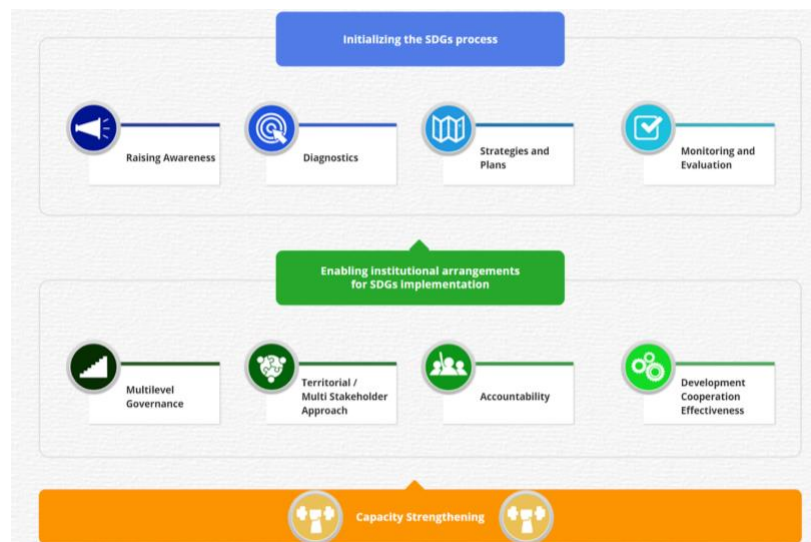 Initializing the SDGs process
Raising Awareness
Diagnostics
Strategies and
Plans
Monitoring and
Evaluation
Enabling institutional arrangements
for SDGs implementation
Multilevel
Governance
Territorial /
Multi Stakeholder
Approach
Accountability
Development
Cooperation
Effectiveness
Capacity Strengthening